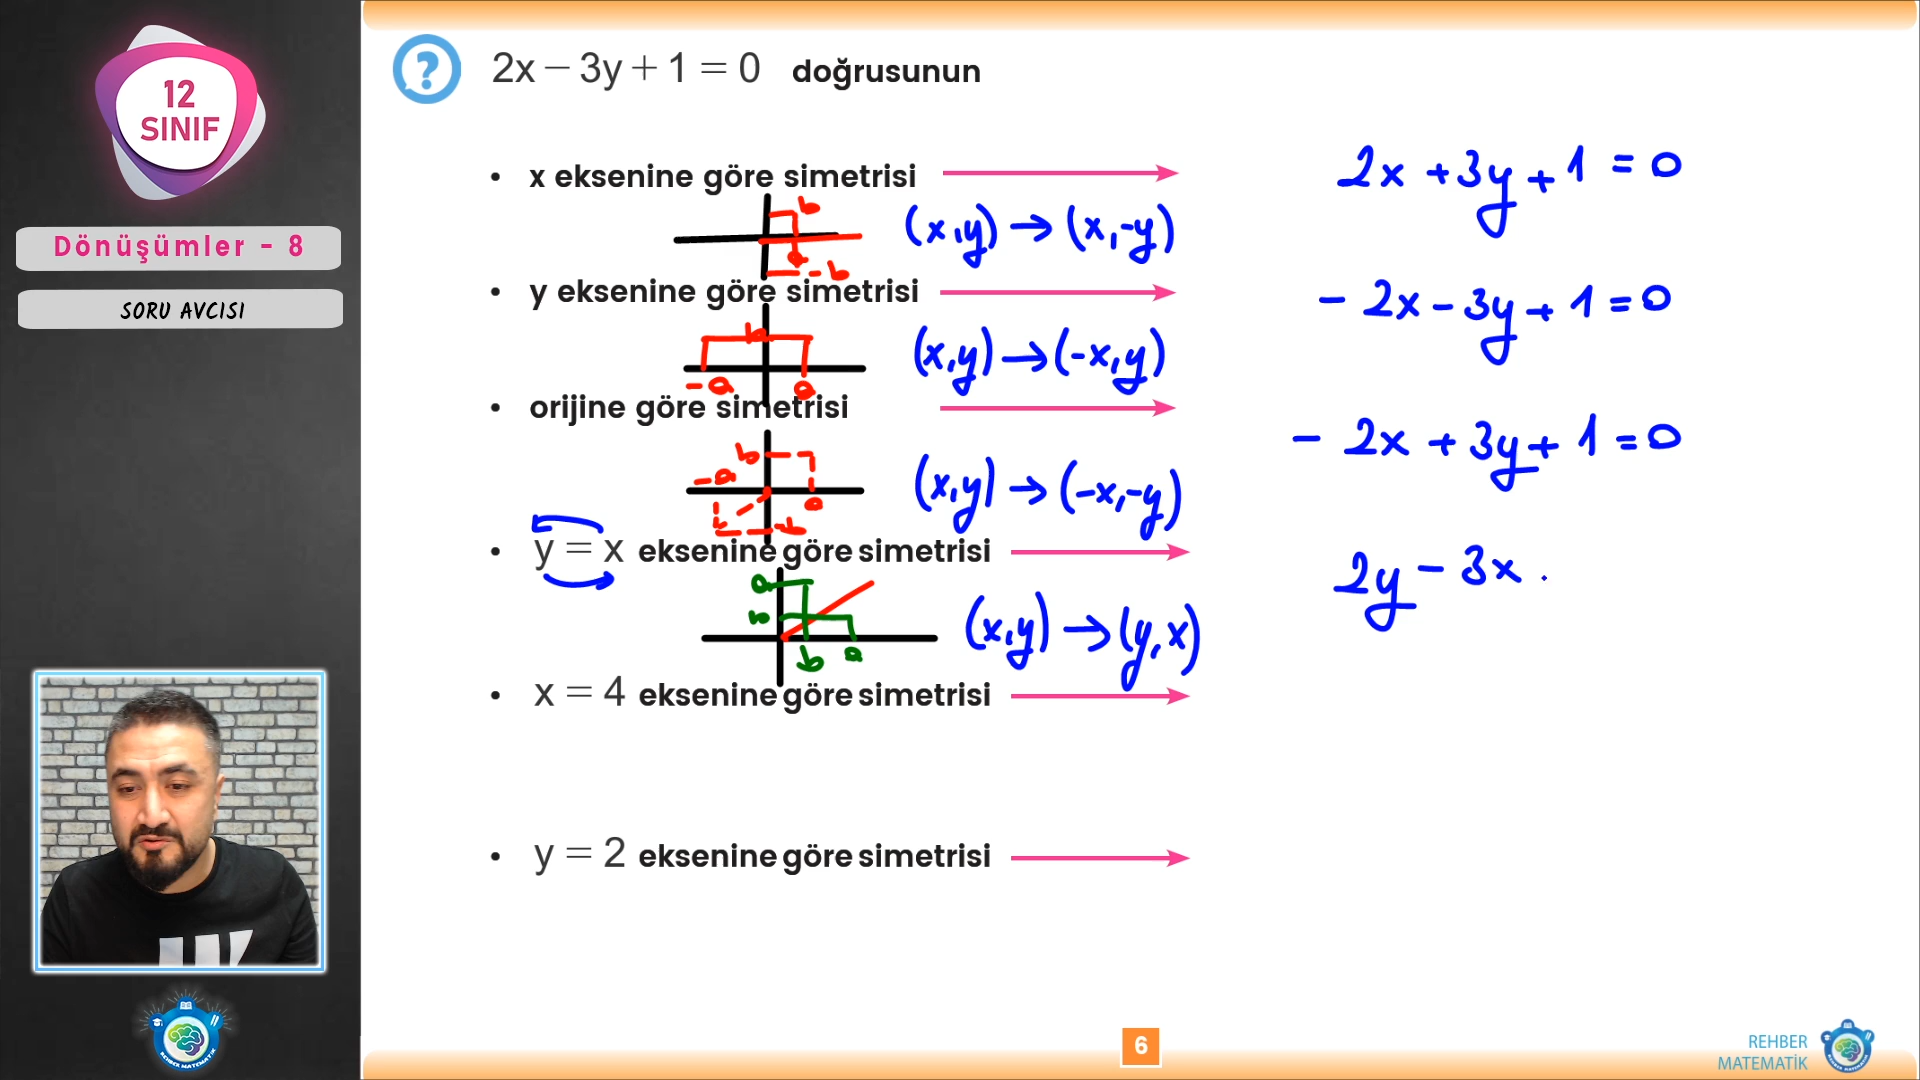 12
SINIF
Dönüşümler - 8
SORU AVCISI
2x − 3y + 1 = 0 doğrusunun
• x eksenine göre simetrisi
2x + 3y + 1 = 0
b
a
-b
(x,y) → (x,-y)
• y eksenine göre simetrisi
- 2x - 3y + 1 = 0
b
-a
a
(x,y) → (-x,y)
• orijine göre simetrisi
- 2x + 3y + 1 = 0
b
-a
a
-b
(x,y) → (-x,-y)
• y = x eksenine göre simetrisi
2y - 3x
a
b
b
a
(x,y) → (y,x)
• x = 4 eksenine göre simetrisi
• y = 2 eksenine göre simetrisi
6
REHBER
MATEMATİK
REHBER MATEMATİK